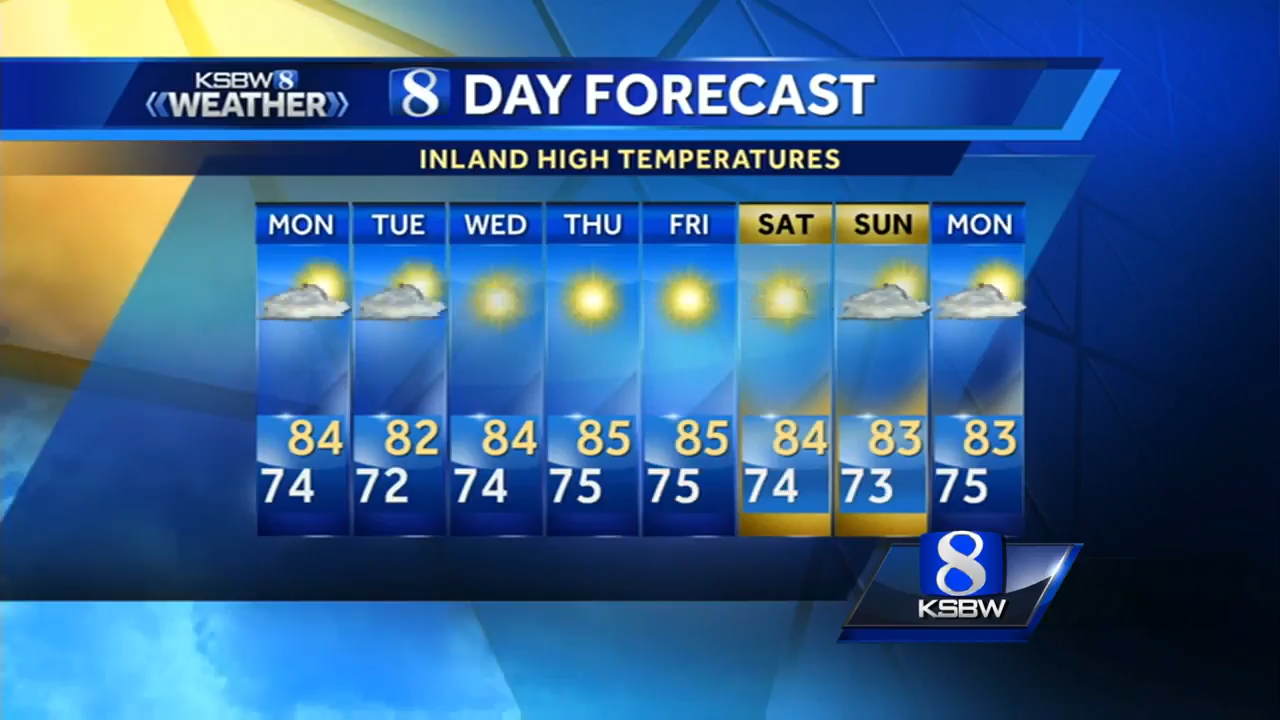 KSBW 8
WEATHER
8 DAY FORECAST
INLAND HIGH TEMPERATURES
MON TUE WED THU FRI SAT SUN MON
84 82 84 85 85 84 83 83
74 72 74 75 75 74 73 75
8
KSBW